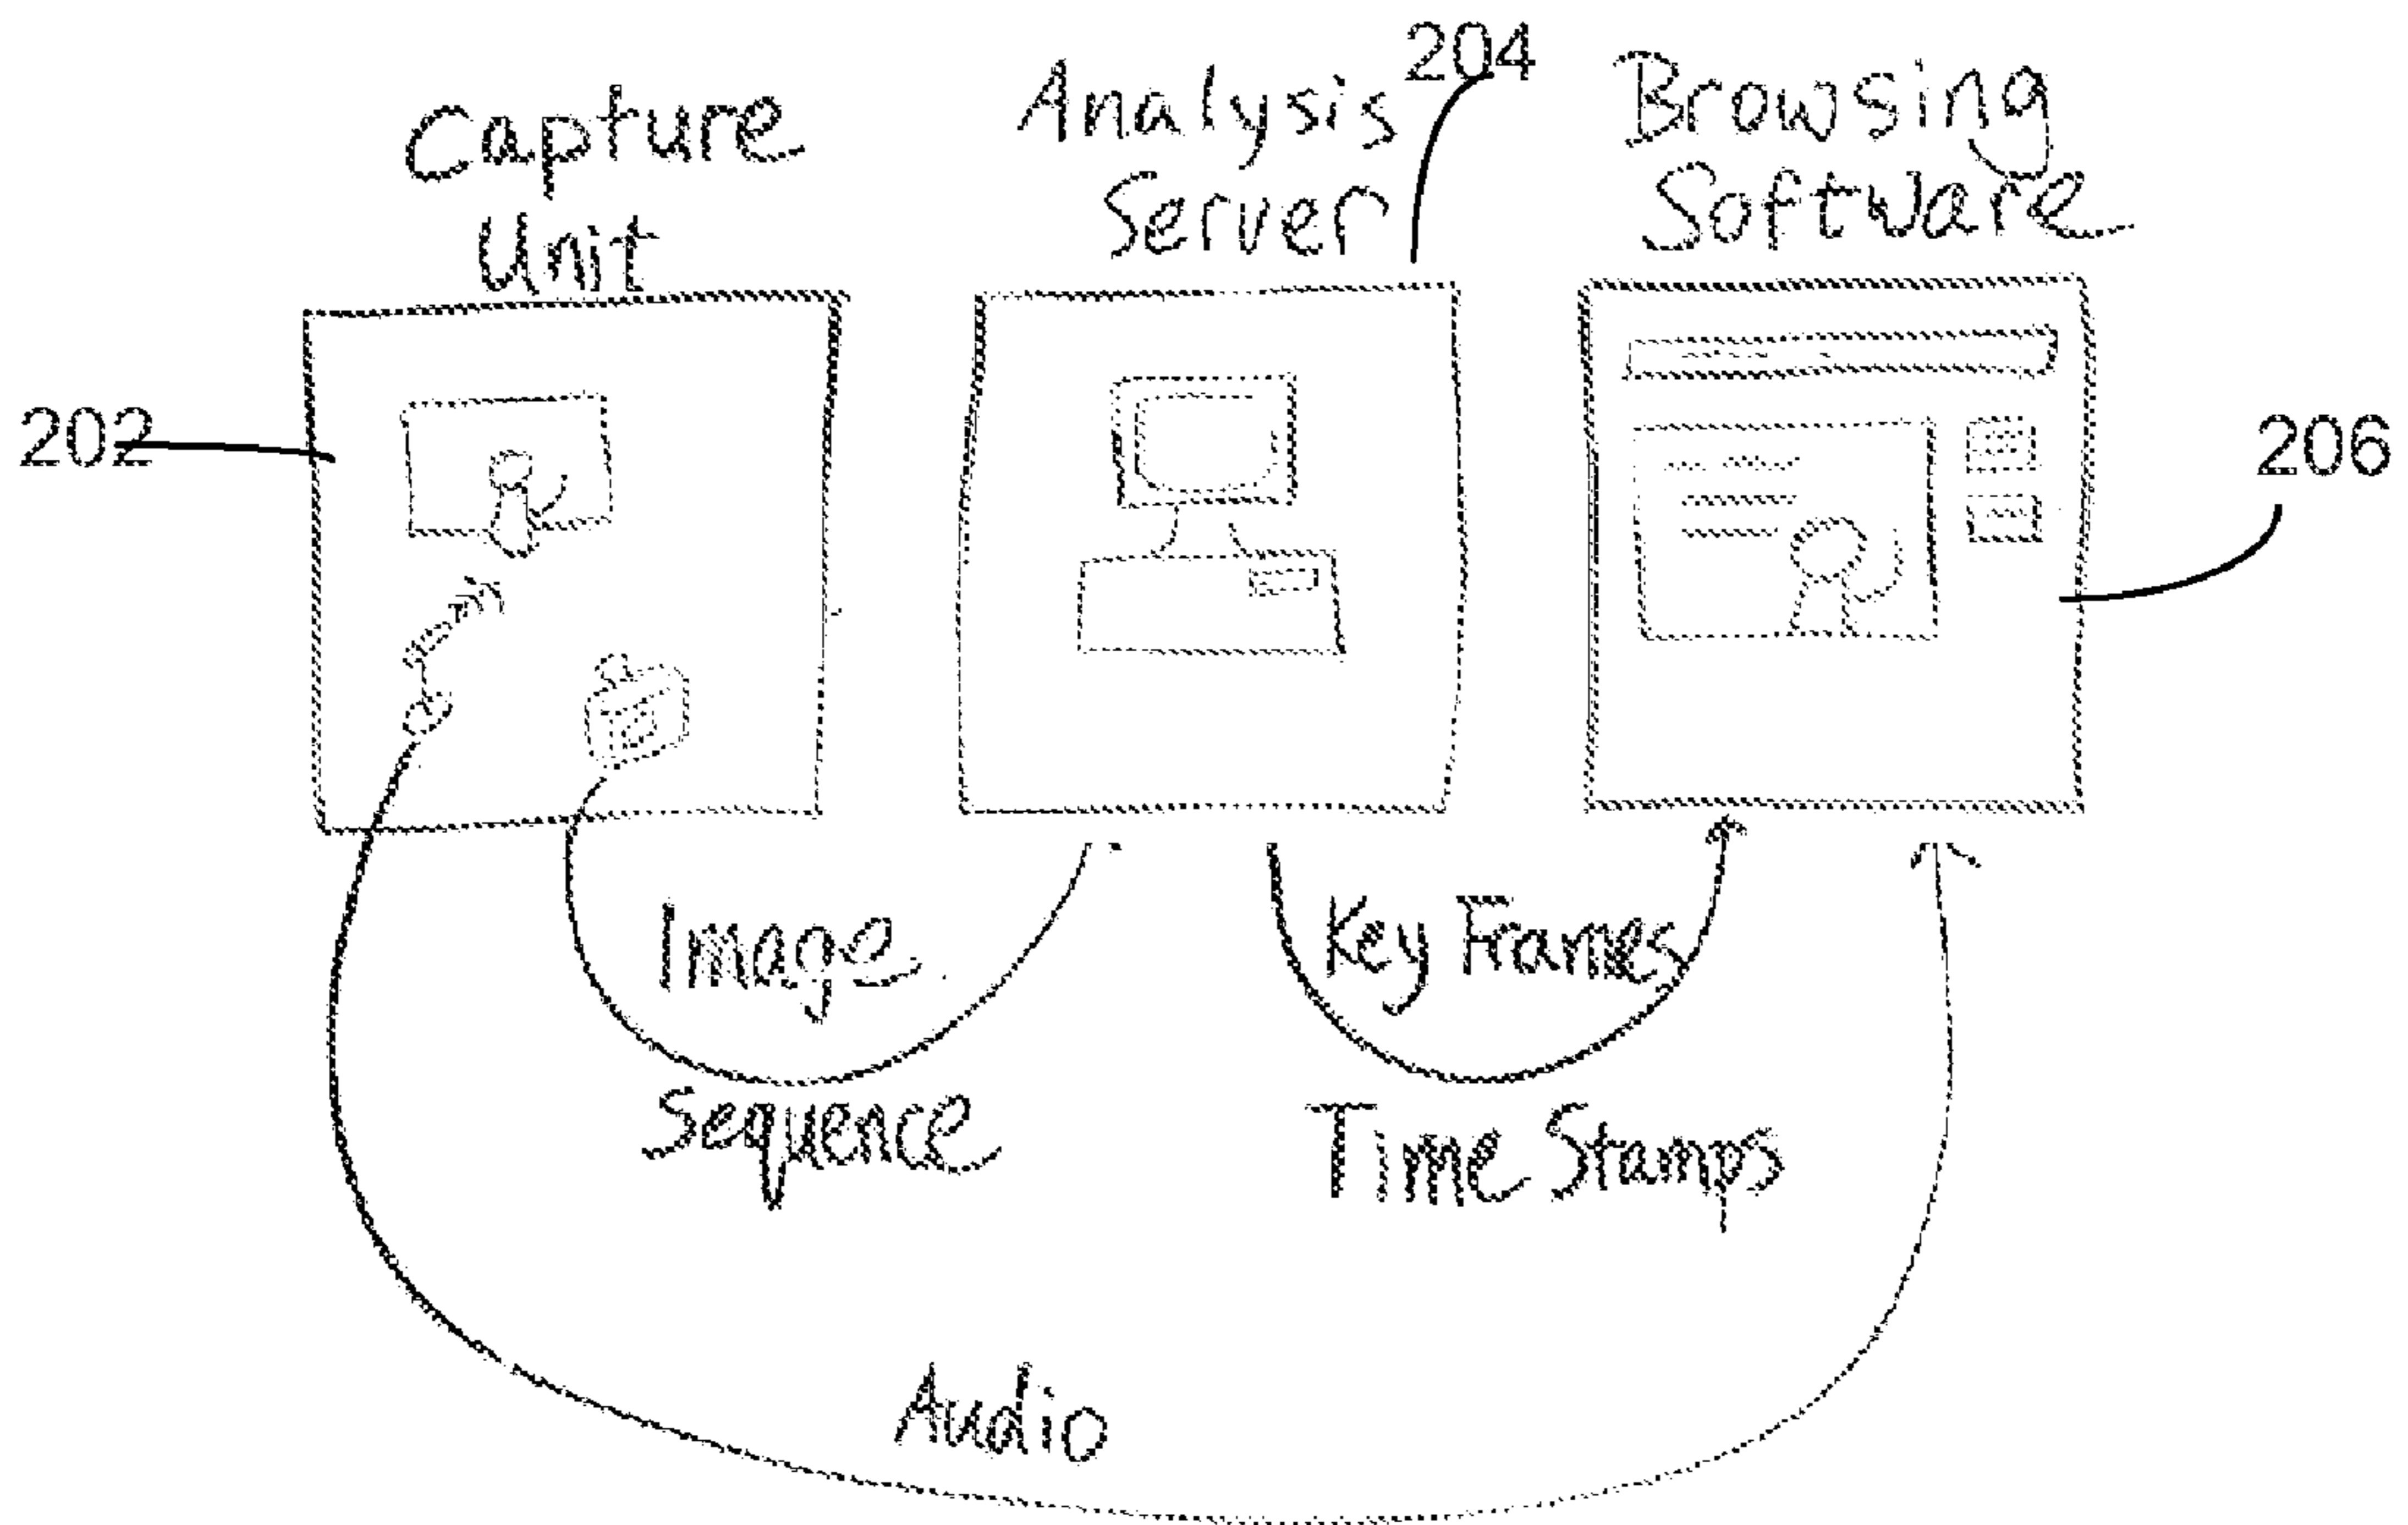 204
Capture
Unit
Analysis
Server
Browsing
Software
202
206
Image
Sequence
Key Frames
Time Stamps
Audio